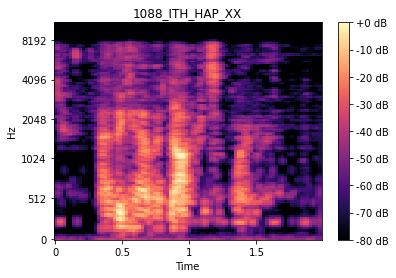 1088_ITH_HAP_XX
Hz
8192
4096
2048
1024
512
0
0
0.5
1
1.5
Time
+0 dB
-10 dB
-20 dB
-30 dB
-40 dB
-50 dB
-60 dB
-70 dB
-80 dB